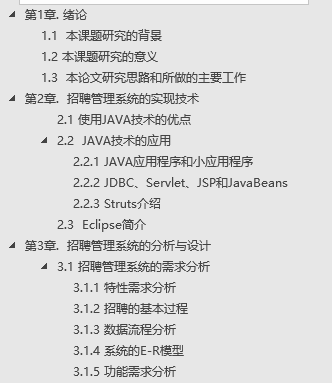 第1章. 绪论
1.1 本课题研究的背景
1.2 本课题研究的意义
1.3 本论文研究思路和所做的主要工作
第2章. 招聘管理系统的实现技术
2.1 使用JAVA技术的优点
2.2 JAVA技术的应用
2.2.1 JAVA应用程序和小应用程序
2.2.2 JDBC、Servlet、JSP和JavaBeans
2.2.3 Struts介绍
2.3 Eclipse简介
第3章. 招聘管理系统的分析与设计
3.1 招聘管理系统的需求分析
3.1.1 特性需求分析
3.1.2 招聘的基本过程
3.1.3 数据流程分析
3.1.4 系统的E-R模型
3.1.5 功能需求分析